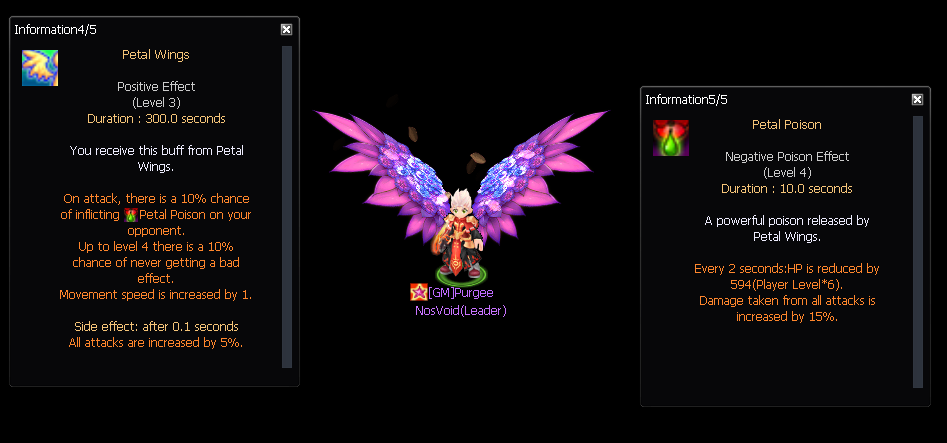 Information4/5
Petal Wings
Positive Effect
(Level 3)
Duration : 300.0 seconds
You receive this buff from Petal
Wings.
On attack, there is a 10% chance
of inflicting Petal Poison on your
opponent.
Up to level 4 there is a 10%
chance of never getting a bad
effect.
Movement speed is increased by 1.
Side effect: after 0.1 seconds
All attacks are increased by 5%.
[GM]Purgee
NosVoid(Leader)
Information5/5
Petal Poison
Negative Poison Effect
(Level 4)
Duration : 10.0 seconds
A powerful poison released by
Petal Wings.
Every 2 seconds:HP is reduced by
594(Player Level*6).
Damage taken from all attacks is
increased by 15%.